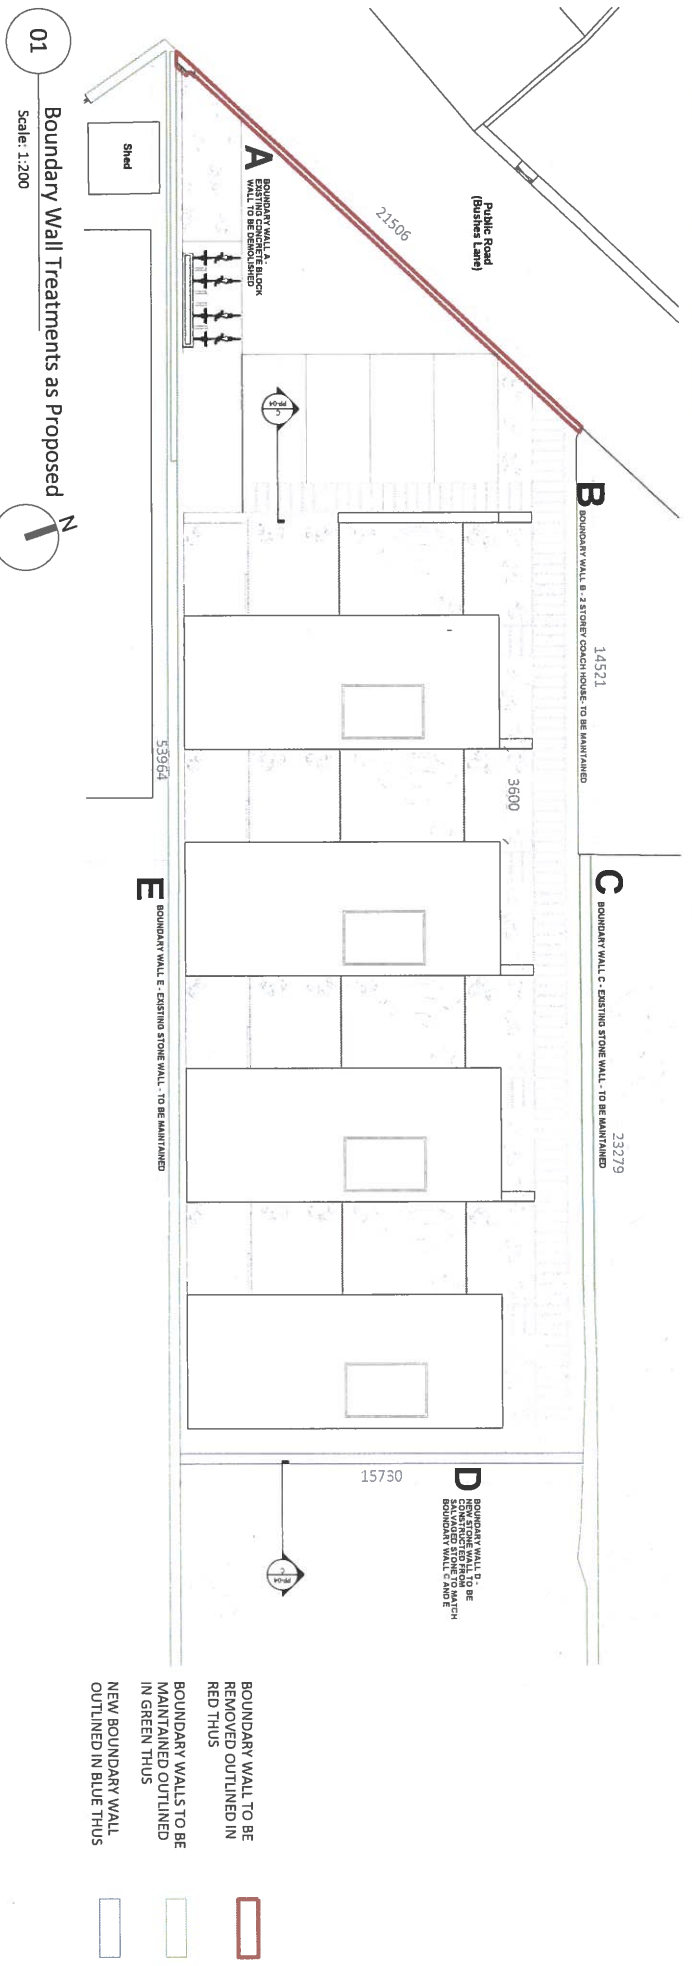 01
Boundary Wall Treatments as Proposed
Scale: 1:200
N
Shed
A
BOUNDARY WALL A -
EXISTING CONCRETE BLOCK
WALL TO BE DEMOLISHED
21506
Public Road
(Bushes Lane)
C
PP-04
B
BOUNDARY WALL B - 2 STOREY COACH HOUSE- TO BE MAINTAINED
14521
3600
53964
E
BOUNDARY WALL E - EXISTING STONE WALL - TO BE MAINTAINED
C
BOUNDARY WALL C - EXISTING STONE WALL - TO BE MAINTAINED
23279
D
BOUNDARY WALL D -
NEW STONE WALL TO BE
CONSTRUCTED FROM
SALVAGED STONE TO MATCH
BOUNDARY WALL C AND E
15730
C
PP-04
BOUNDARY WALL TO BE
REMOVED OUTLINED IN
RED THUS
BOUNDARY WALLS TO BE
MAINTAINED OUTLINED
IN GREEN THUS
NEW BOUNDARY WALL
OUTLINED IN BLUE THUS